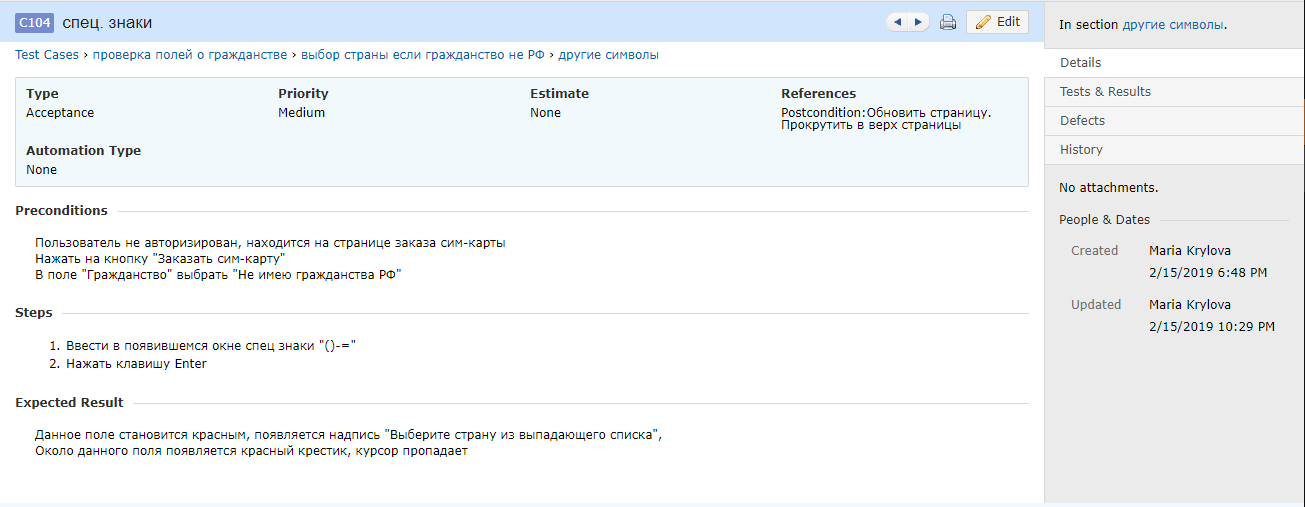 C104 спец. знаки
Edit
Test Cases › проверка полей о гражданстве › выбор страны если гражданство не РФ › другие символы
Type
Acceptance
Priority
Medium
Estimate
None
References
Postcondition:Обновить страницу.
Прокрутить в верх страницы
Automation Type
None
Preconditions
Пользователь не авторизирован, находится на странице заказа сим-карты
Нажать на кнопку "Заказать сим-карту"
В поле "Гражданство" выбрать "Не имею гражданства РФ"
Steps
1. Ввести в появившемся окне спец знаки "()-="
2. Нажать клавишу Enter
Expected Result
Данное поле становится красным, появляется надпись "Выберите страну из выпадающего списка",
Около данного поля появляется красный крестик, курсор пропадает
In section другие символы.
Details
Tests & Results
Defects
History
No attachments.
People & Dates
Created Maria Krylova
2/15/2019 6:48 PM
Updated Maria Krylova
2/15/2019 10:29 PM